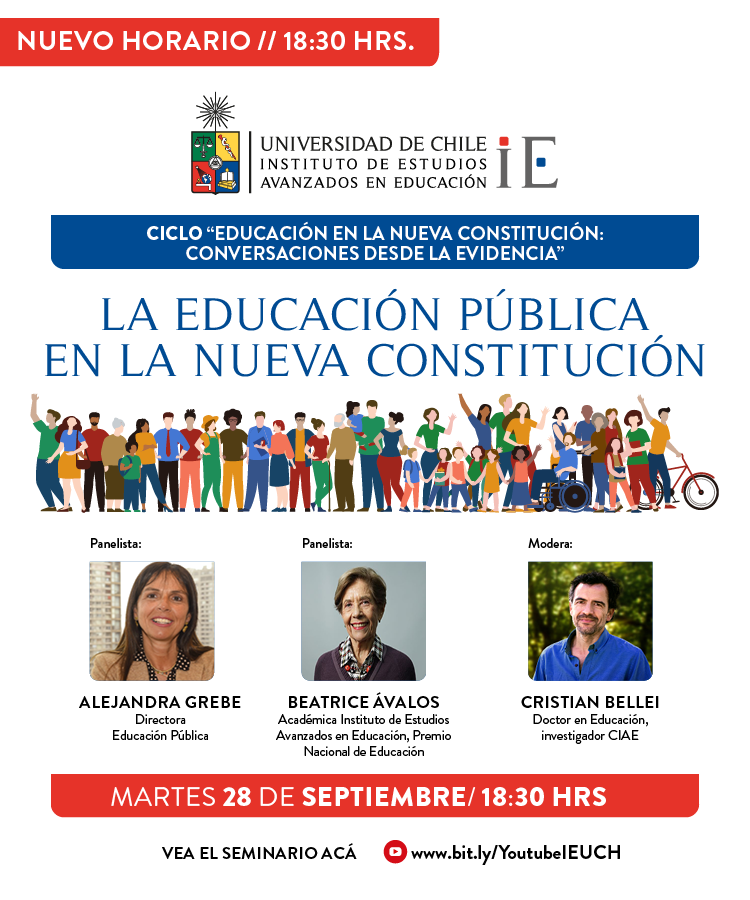 NUEVO HORARIO // 18:30 HRS.
UNIVERSIDAD DE CHILE
INSTITUTO DE ESTUDIOS
AVANZADOS EN EDUCACIÓN
iE
CICLO “EDUCACIÓN EN LA NUEVA CONSTITUCIÓN:
CONVERSACIONES DESDE LA EVIDENCIA”
LA EDUCACIÓN PÚBLICA
EN LA NUEVA CONSTITUCIÓN
Panelista:
ALEJANDRA GREBE
Directora
Educación Pública
Panelista:
BEATRICE ÁVALOS
Académica Instituto de Estudios
Avanzados en Educación, Premio
Nacional de Educación
Modera:
CRISTIAN BELLEI
Doctor en Educación,
investigador CIAE
MARTES 28 DE SEPTIEMBRE/ 18:30 HRS
VEA EL SEMINARIO ACÁ www.bit.ly/YoutubeIEUCH